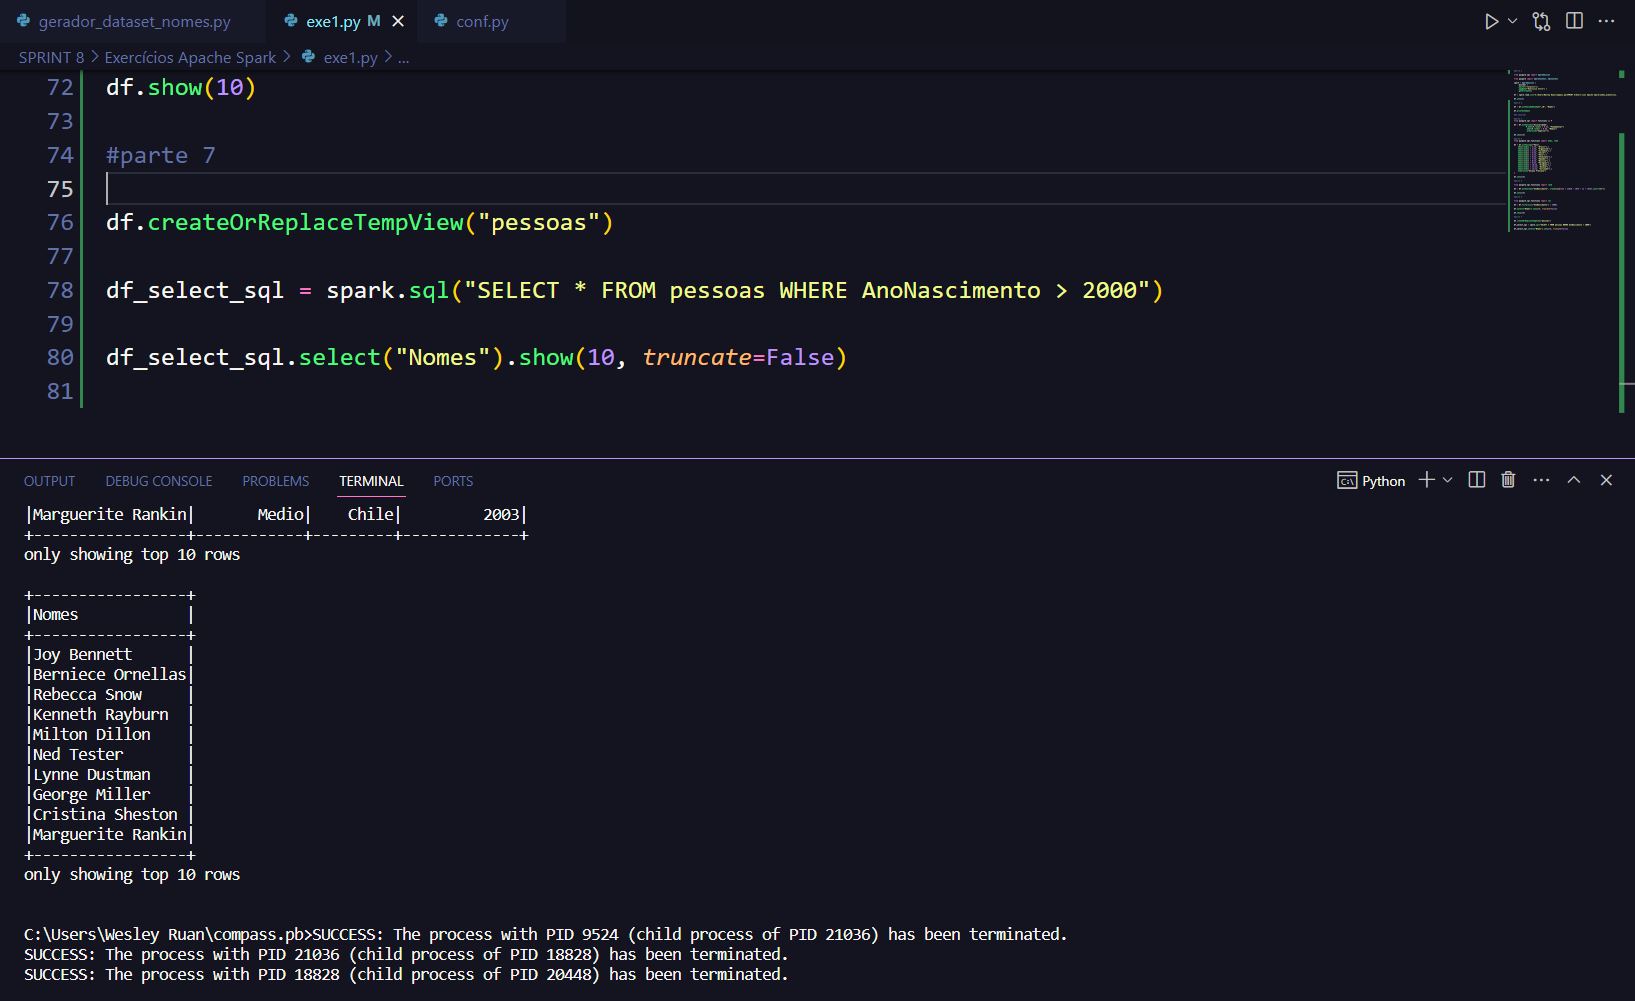 gerador_dataset_nomes.py exe1.py M conf.py
SPRINT 8 > Exercícios Apache Spark > exe1.py > ...
72 df.show(10)
73
74 #parte 7
75
76 df.createOrReplaceTempView("pessoas")
77
78 df_select_sql = spark.sql("SELECT * FROM pessoas WHERE AnoNascimento > 2000")
79
80 df_select_sql.select("Nomes").show(10, truncate=False)
81
OUTPUT DEBUG CONSOLE PROBLEMS TERMINAL PORTS Python
|Marguerite Rankin|       Medio|    Chile|         2003|
+-----------------+------------+---------+-------------+
only showing top 10 rows
+-----------------+
|Nomes            |
+-----------------+
|Joy Bennett      |
|Berniece Ornellas|
|Rebecca Snow     |
|Kenneth Rayburn  |
|Milton Dillon    |
|Ned Tester       |
|Lynne Dustman    |
|George Miller    |
|Cristina Sheston |
|Marguerite Rankin|
+-----------------+
only showing top 10 rows
C:\Users\Wesley Ruan\compass.pb>SUCCESS: The process with PID 9524 (child process of PID 21036) has been terminated.
SUCCESS: The process with PID 21036 (child process of PID 18828) has been terminated.
SUCCESS: The process with PID 18828 (child process of PID 20448) has been terminated.